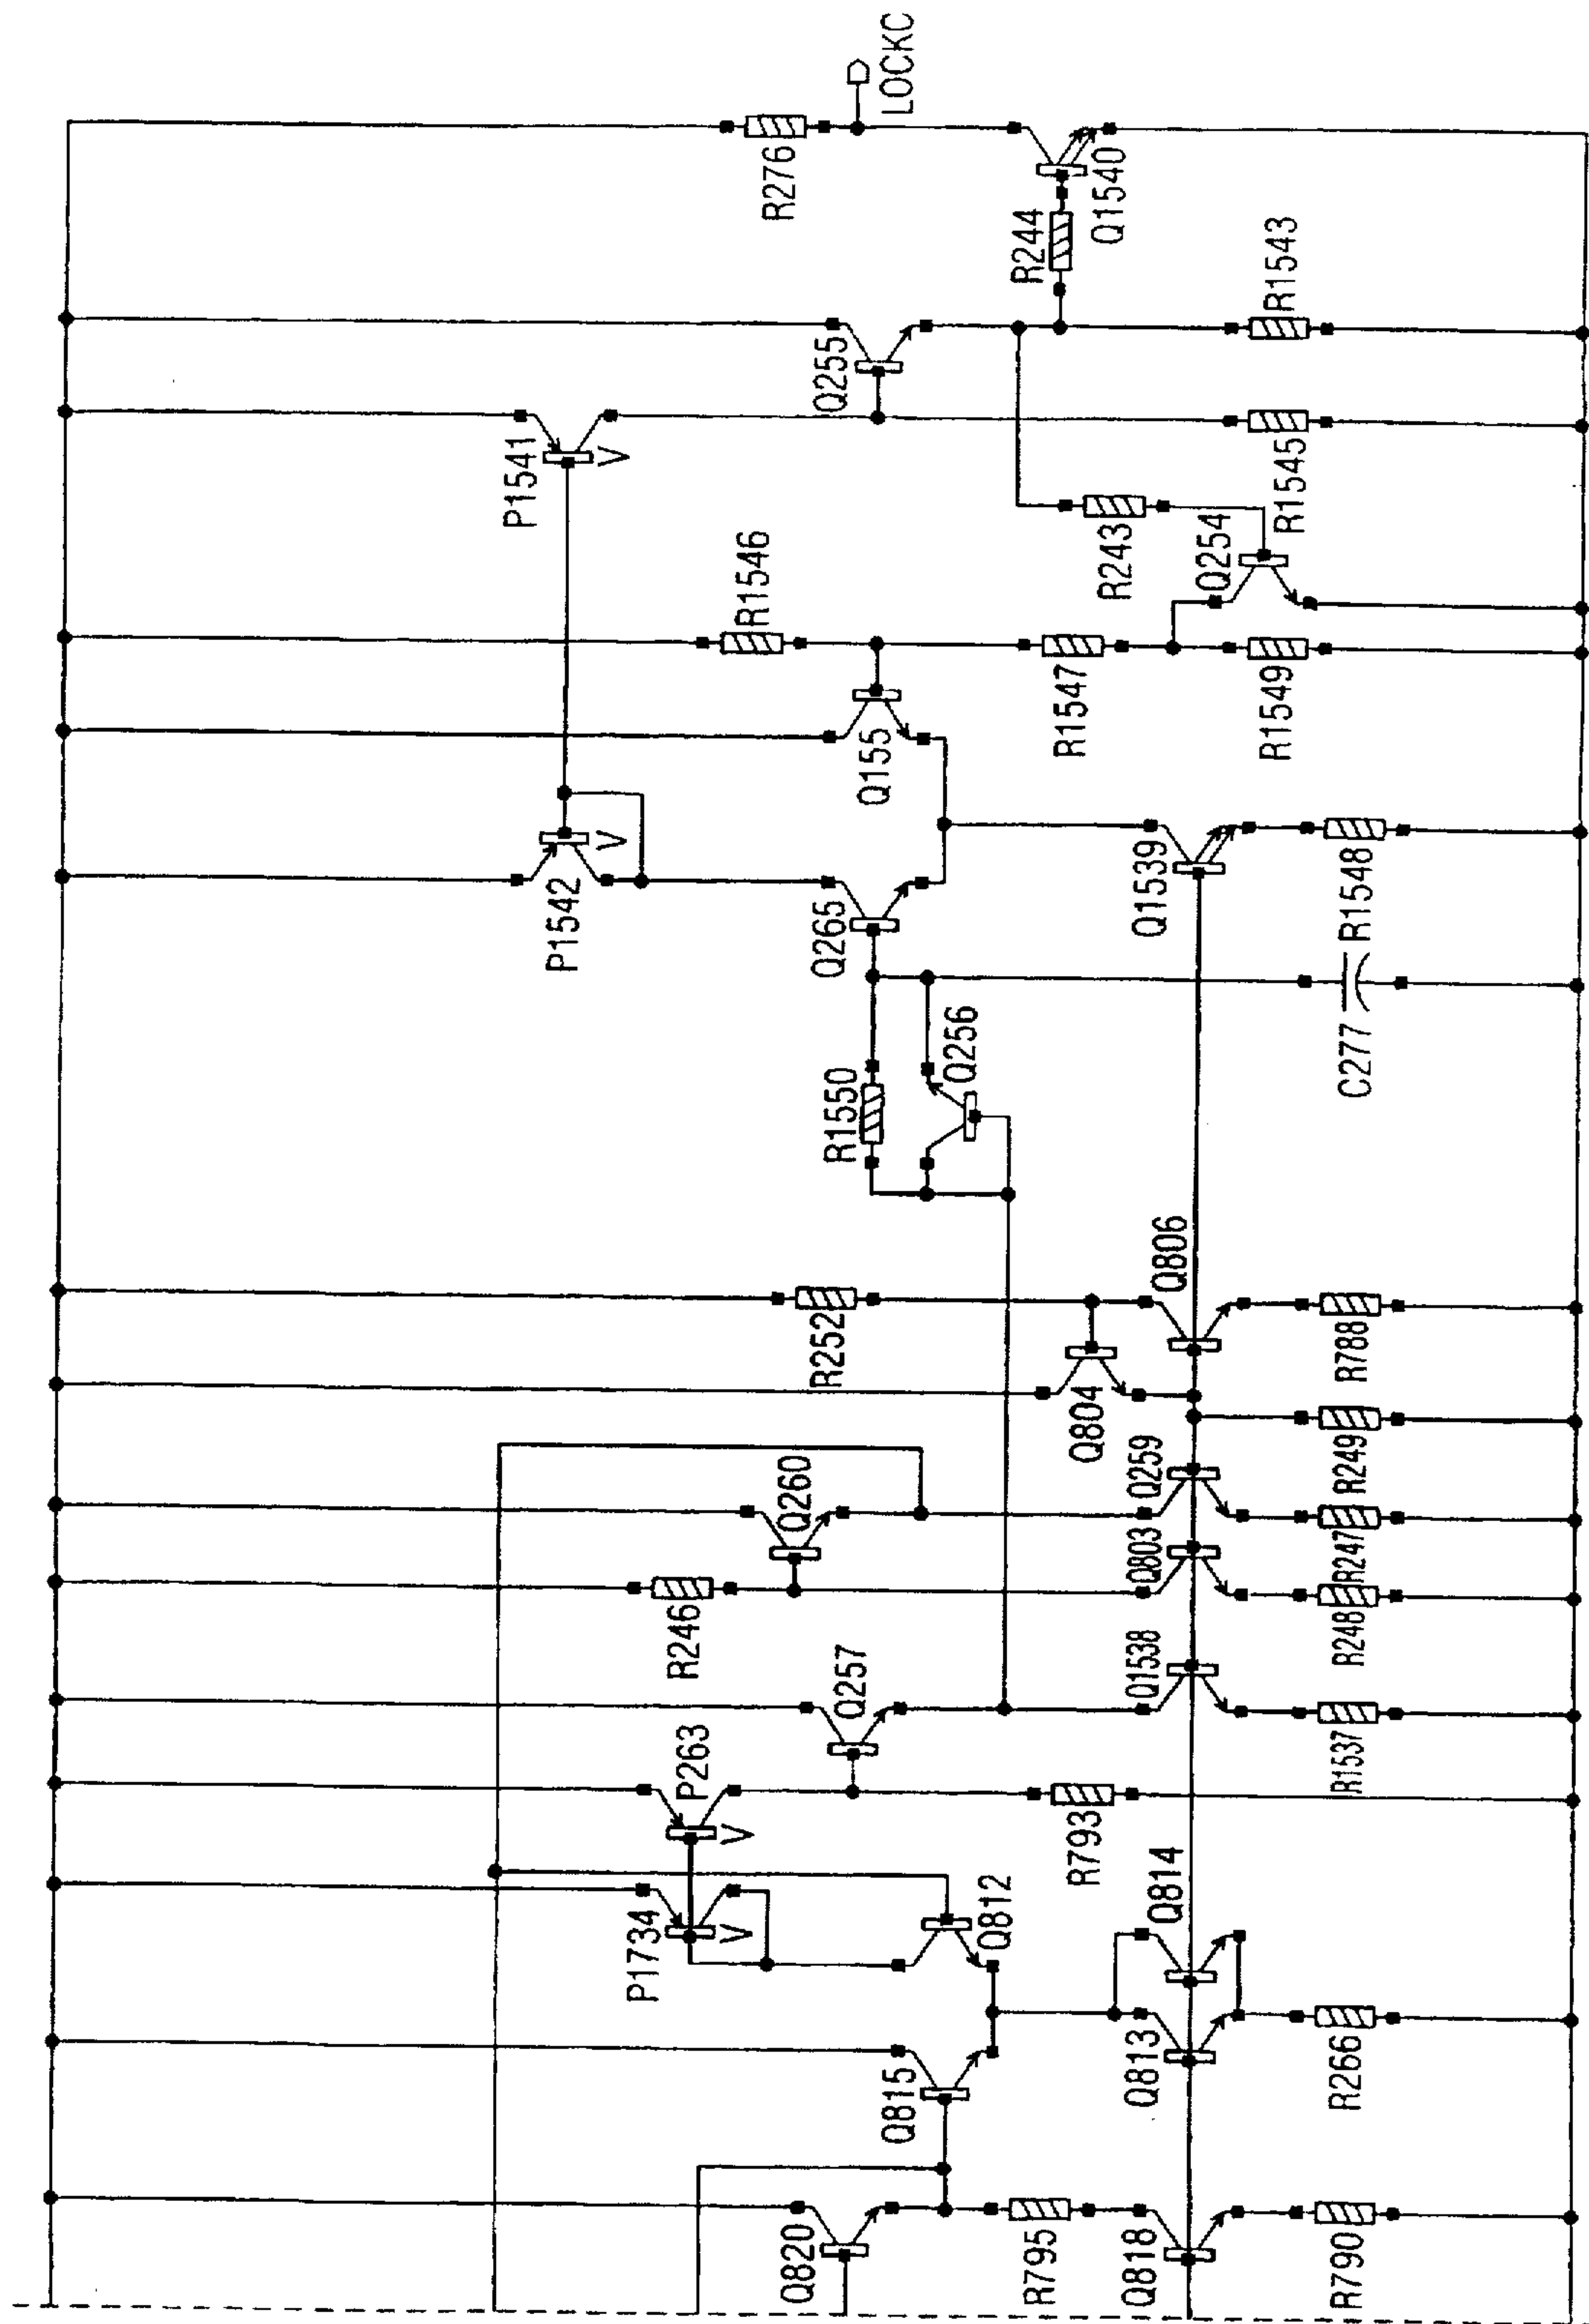 LOCKC
R276
R244
Q1540
R1543
Q255
P1541
V
R1545
R243
Q254
R1546
R1547
R1549
Q155
P1542
V
Q265
Q1539
R1548
C277
R1550
Q256
R252
Q806
R788
Q804
R249
Q260
Q259
R247
R246
Q803
R248
Q257
Q1538
R1537
P263
V
R793
P1734
V
Q812
Q814
Q815
Q813
R266
Q820
R795
Q818
R790